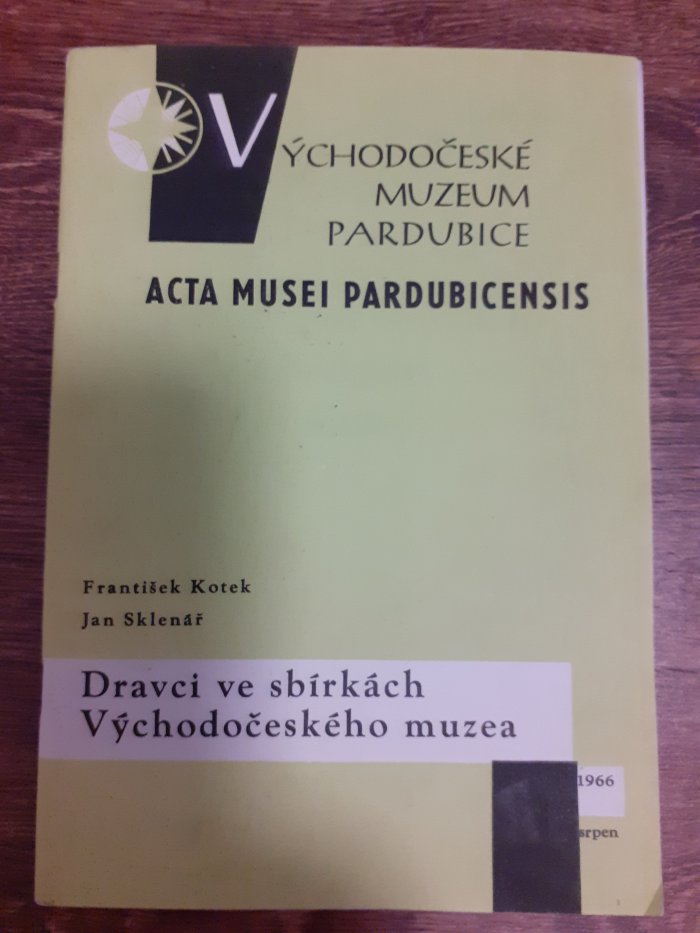 VÝCHODOČESKÉ
MUZEUM
PARDUBICE
ACTA MUSEI PARDUBICENSIS
František Kotek
Jan Sklenář
Dravci ve sbírkách
Východočeského muzea
1966
srpen